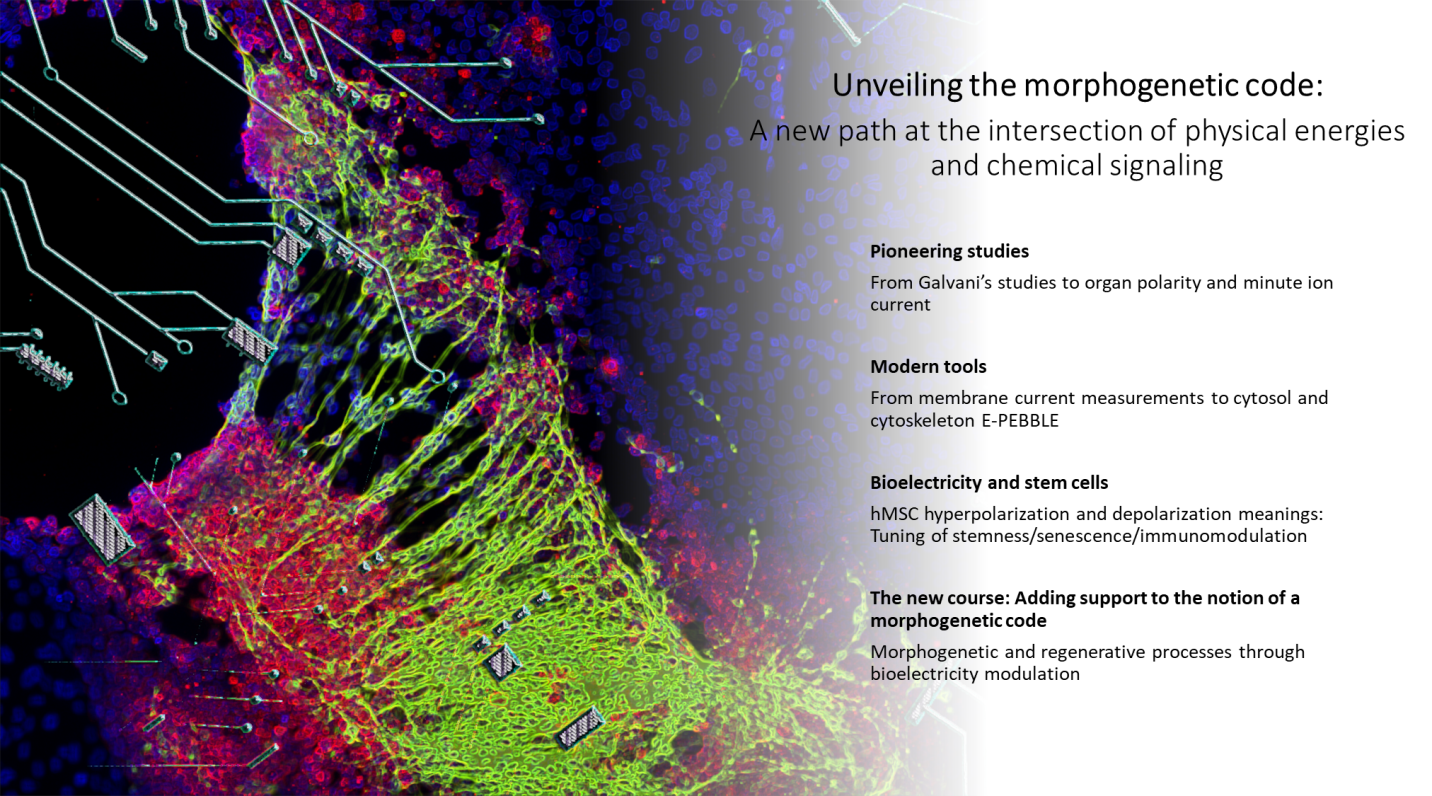 Unveiling the morphogenetic code:
A new path at the intersection of physical energies
and chemical signaling
Pioneering studies
From Galvani’s studies to organ polarity and minute ion
current
Modern tools
From membrane current measurements to cytosol and
cytoskeleton E-PEBBLE
Bioelectricity and stem cells
hMSC hyperpolarization and depolarization meanings:
Tuning of stemness/senescence/immunomodulation
The new course: Adding support to the notion of a
morphogenetic code
Morphogenetic and regenerative processes through
bioelectricity modulation